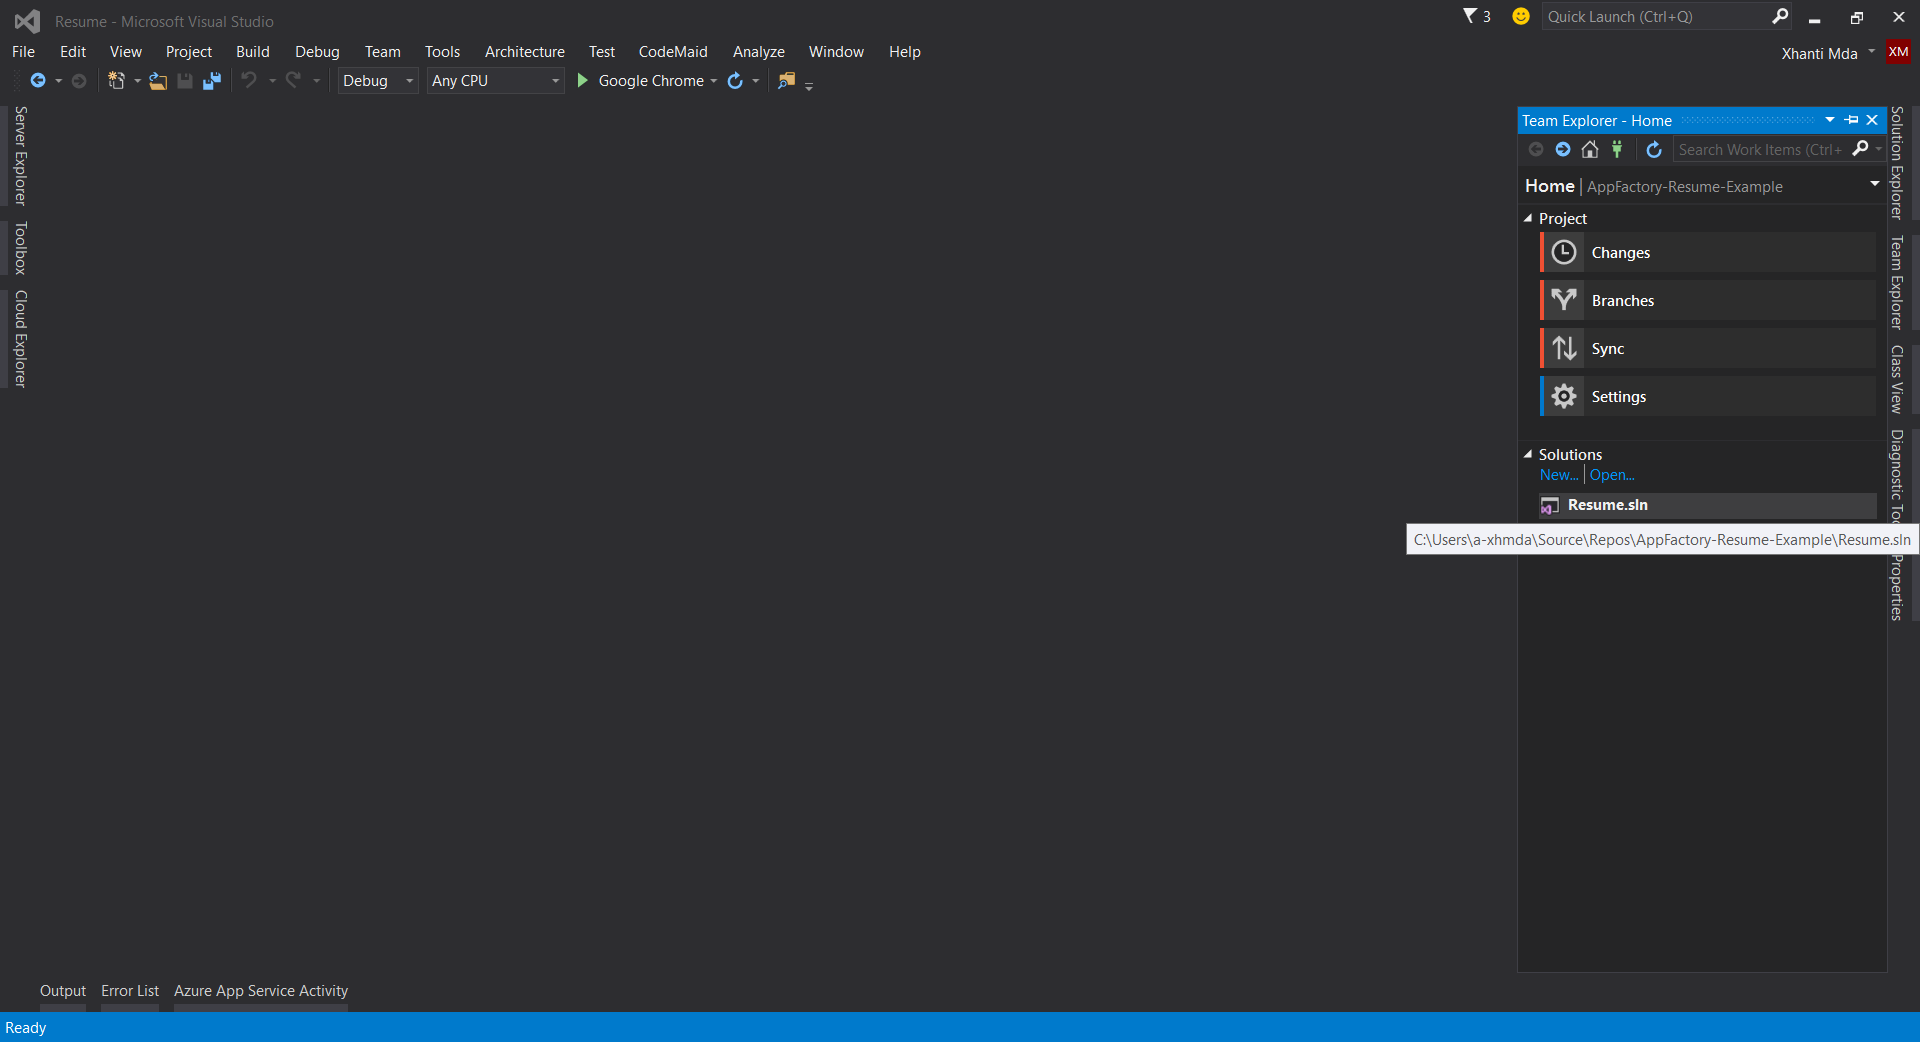 Resume - Microsoft Visual Studio
3
Quick Launch (Ctrl+Q)
File Edit View Project Build Debug Team Tools Architecture Test CodeMaid Analyze Window Help
Xhanti Mda XM
Debug Any CPU Google Chrome
Server Explorer
Toolbox
Cloud Explorer
Team Explorer - Home
Search Work Items (Ctrl+
Home | AppFactory-Resume-Example
Project
Changes
Branches
Sync
Settings
Solutions
New... | Open...
Resume.sln
C:\Users\a-xhmda\Source\Repos\AppFactory-Resume-Example\Resume.sln
Solution Explorer
Team Explorer
Class View
Diagnostic Too
Properties
Output Error List Azure App Service Activity
Ready